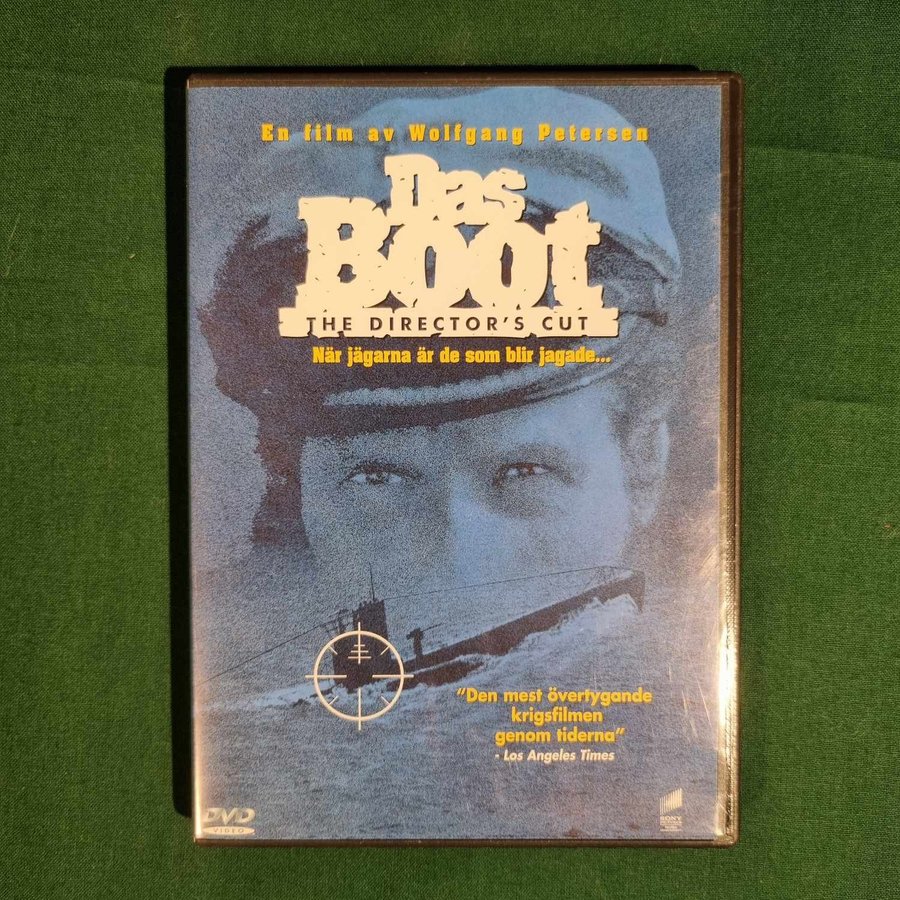 En film av Wolfgang Petersen
Das
Boot
THE DIRECTOR'S CUT
När jägarna är de som blir jagade...
"Den mest övertygande
krigsfilmen
genom tiderna"
- Los Angeles Times
DVD
VIDEO
SONY